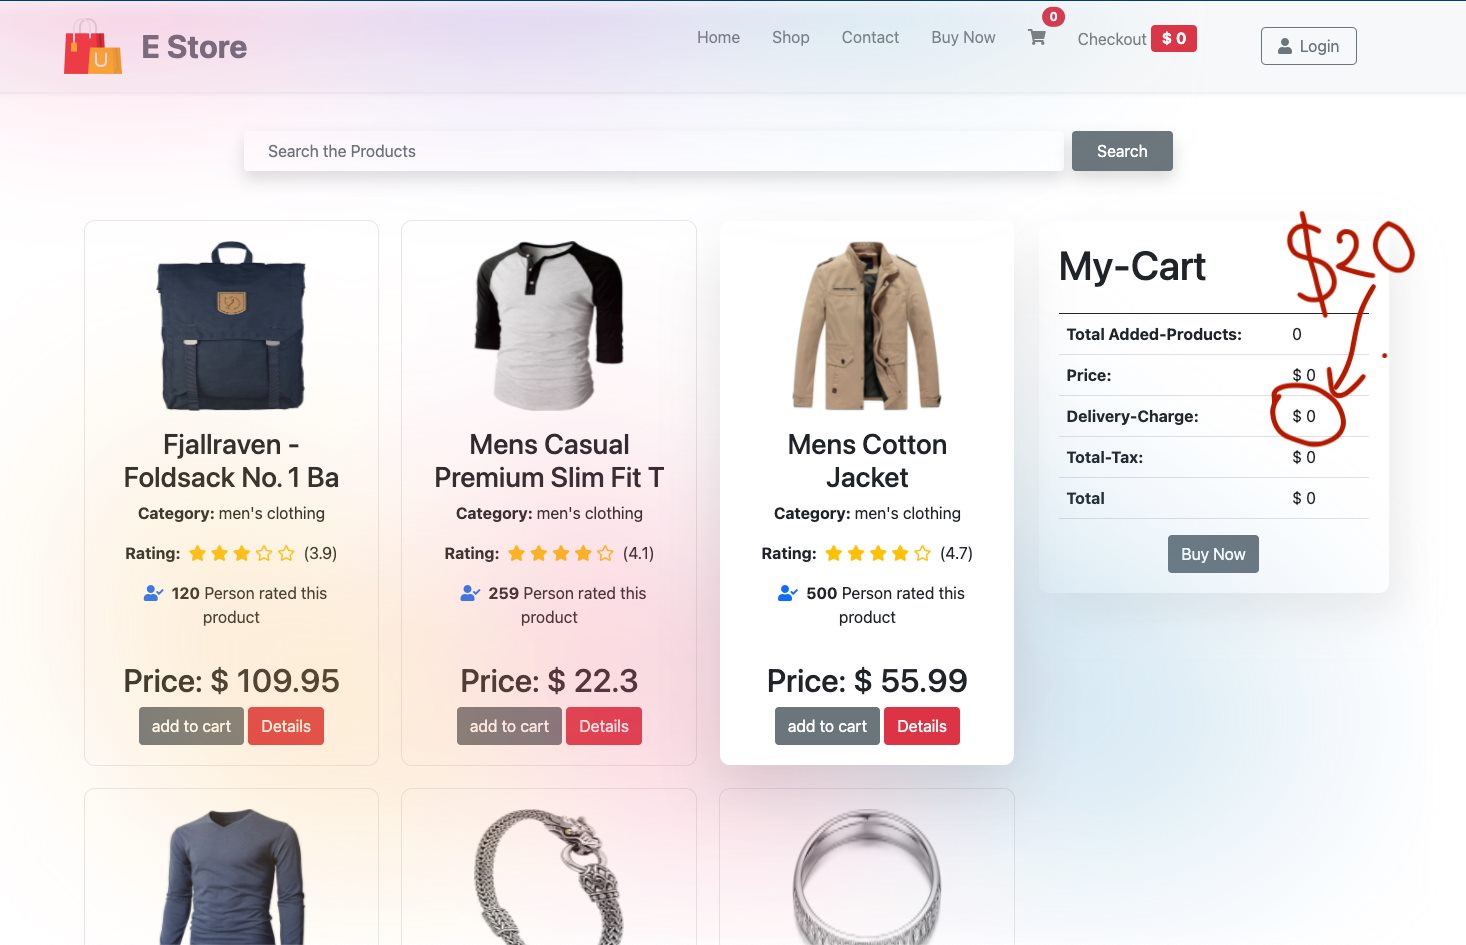 E Store
Home Shop Contact Buy Now 0 Checkout $ 0 Login
U
Search the Products Search
Fjallraven -
Foldsack No. 1 Ba
Category: men's clothing
Rating: (3.9)
120 Person rated this
product
Price: $ 109.95
add to cart Details
Mens Casual
Premium Slim Fit T
Category: men's clothing
Rating: (4.1)
259 Person rated this
product
Price: $ 22.3
add to cart Details
Mens Cotton
Jacket
Category: men's clothing
Rating: (4.7)
500 Person rated this
product
Price: $ 55.99
add to cart Details
My-Cart
$20
Total Added-Products: 0
Price: $ 0
Delivery-Charge: $ 0
Total-Tax: $ 0
Total $ 0
Buy Now